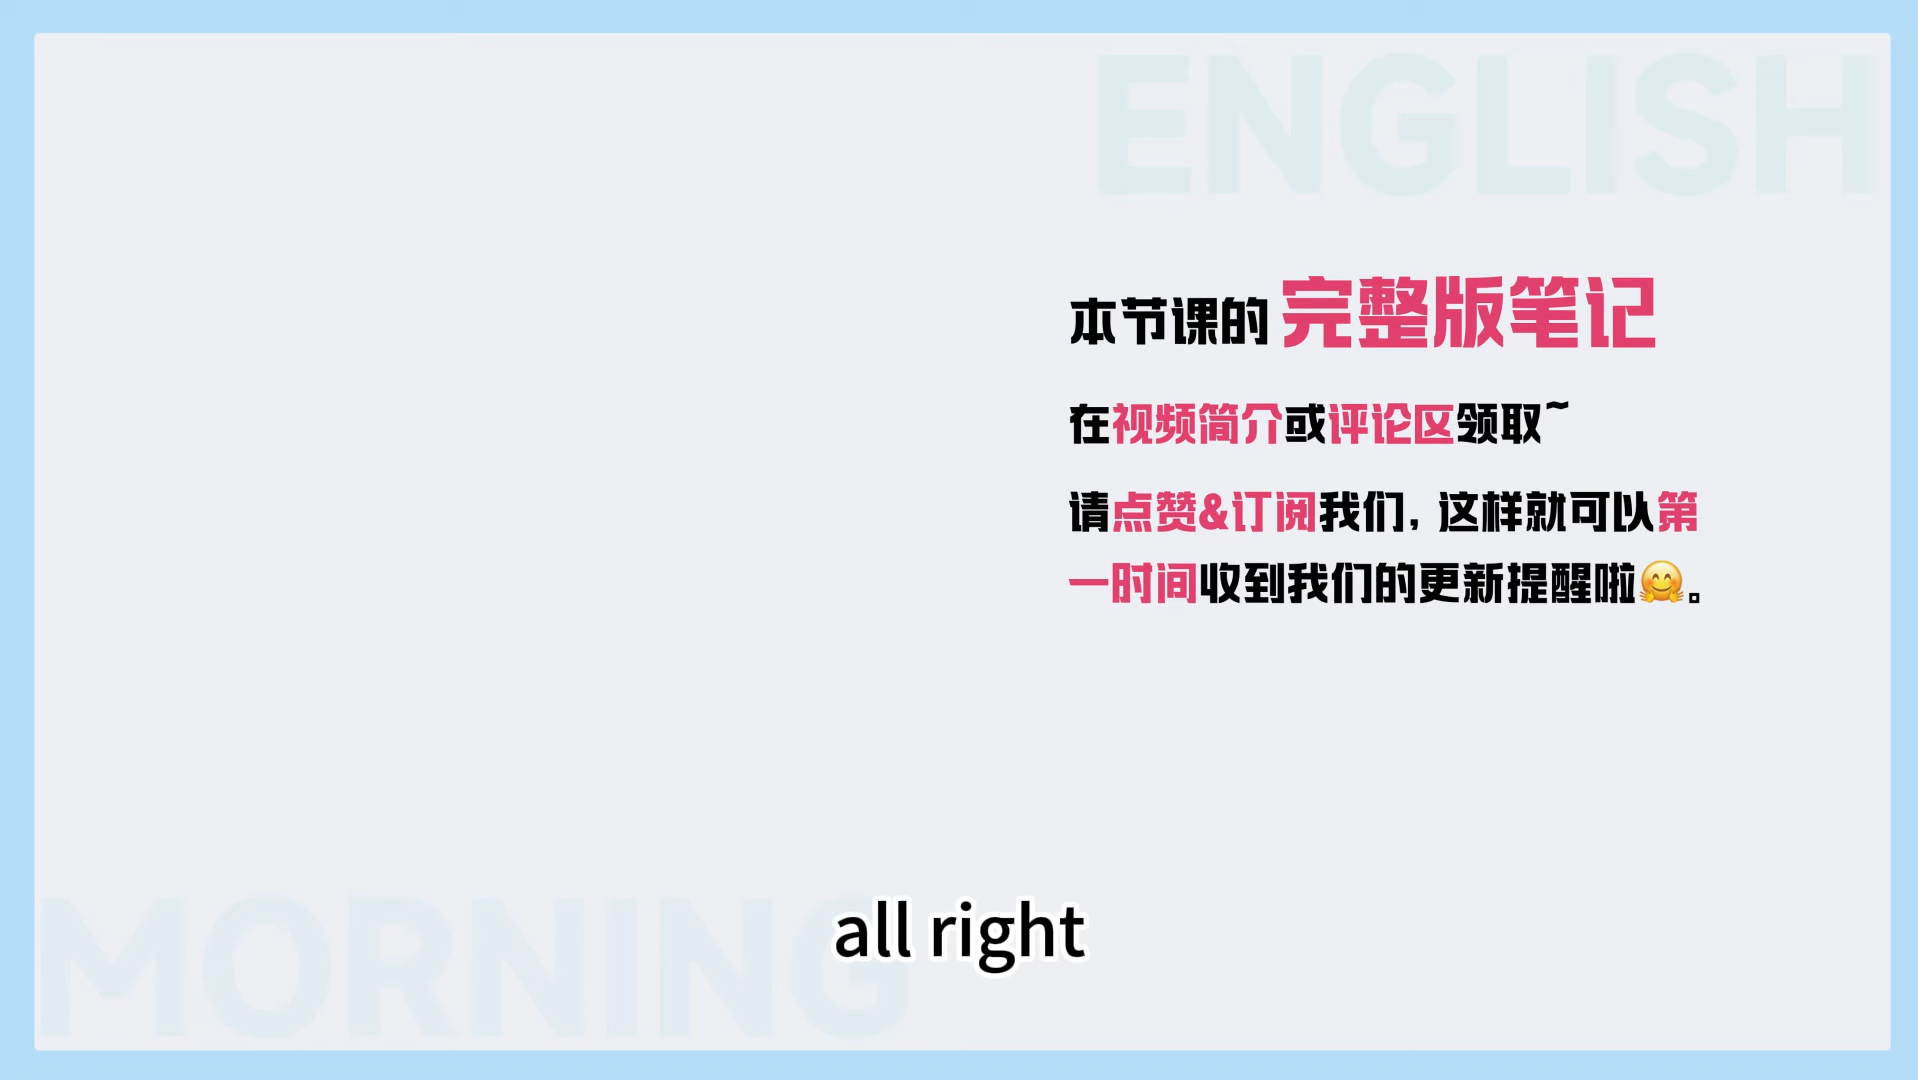 ENGLISH
本节课的 完整版笔记
在视频简介或评论区领取~
请点赞&订阅我们，这样就可以第
一时间收到我们的更新提醒啦🤗。
MORNING
all right